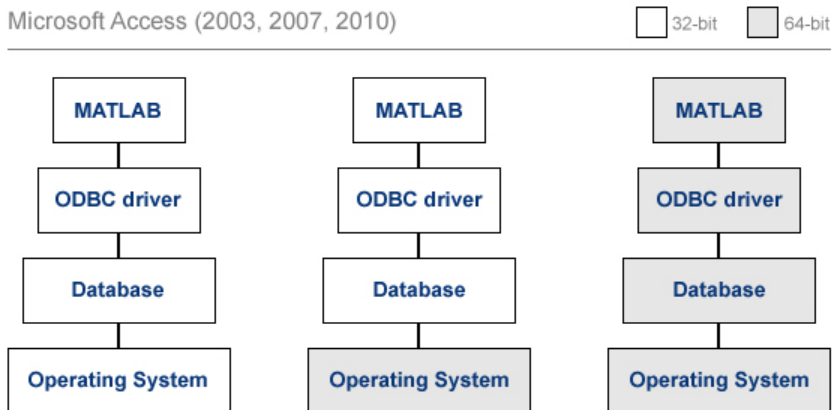 Microsoft Access (2003, 2007, 2010) 32-bit 64-bit
MATLAB MATLAB MATLAB
ODBC driver ODBC driver ODBC driver
Database Database Database
Operating System Operating System Operating System